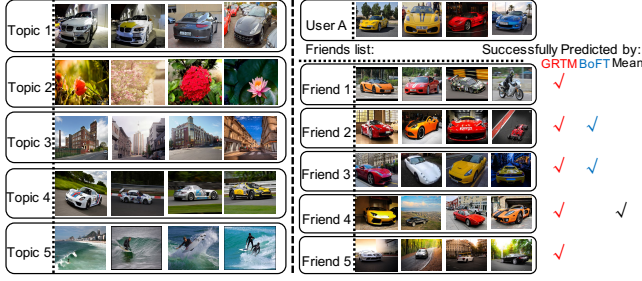 Topic 1
Topic 2
Topic 3
Topic 4
Topic 5
User A
Friends list:
Successfully Predicted by:
GRTM BoFT Mean
Friend 1
Friend 2
Friend 3
Friend 4
Friend 5